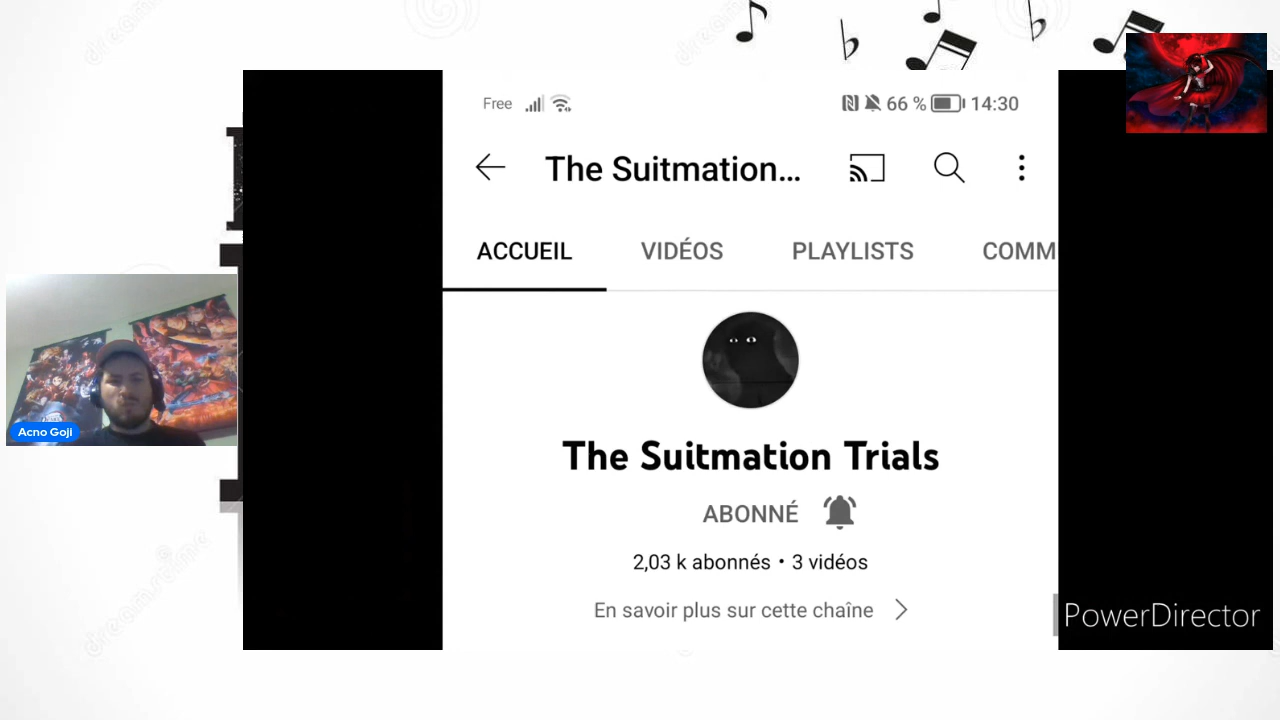 Free 66 % 14:30
The Suitmation...
ACCUEIL VIDÉOS PLAYLISTS COMM
The Suitmation Trials
ABONNÉ
2,03 k abonnés • 3 vidéos
En savoir plus sur cette chaîne
Acno Goji
PowerDirector
dreamstime